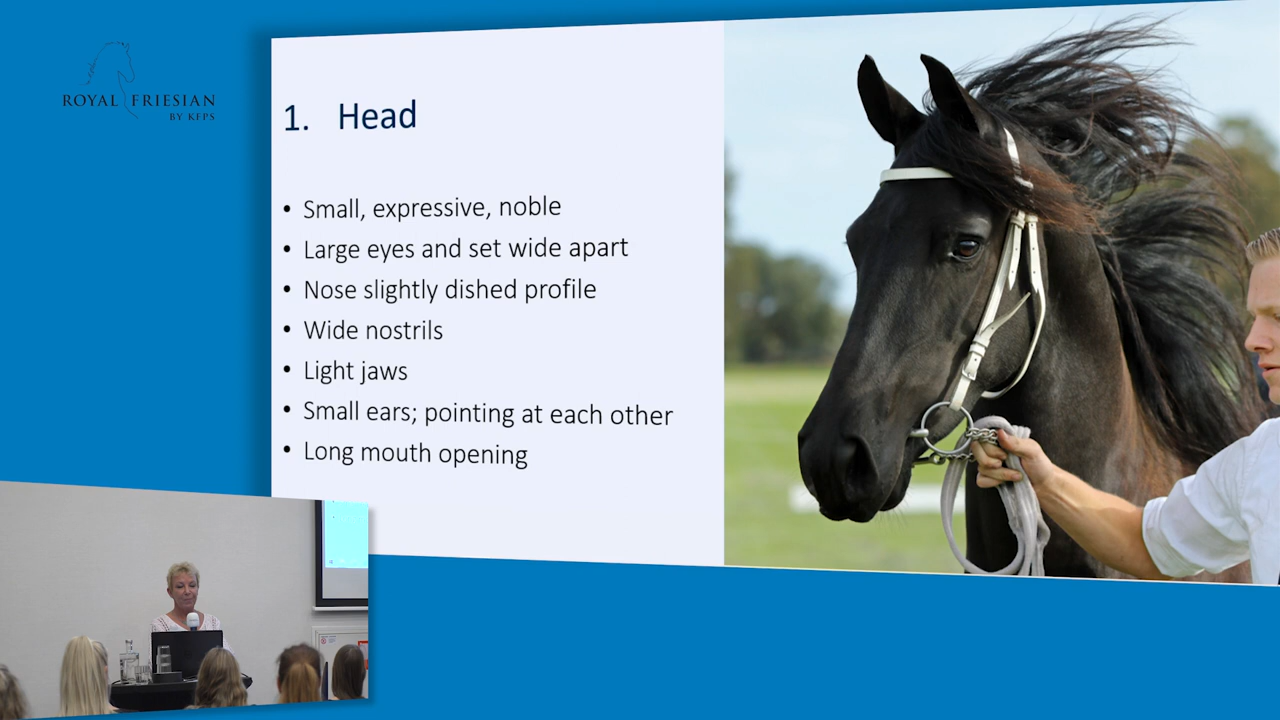 ROYAL FRIESIAN
BY KFPS
1. Head
• Small, expressive, noble
• Large eyes and set wide apart
• Nose slightly dished profile
• Wide nostrils
• Light jaws
• Small ears; pointing at each other
• Long mouth opening